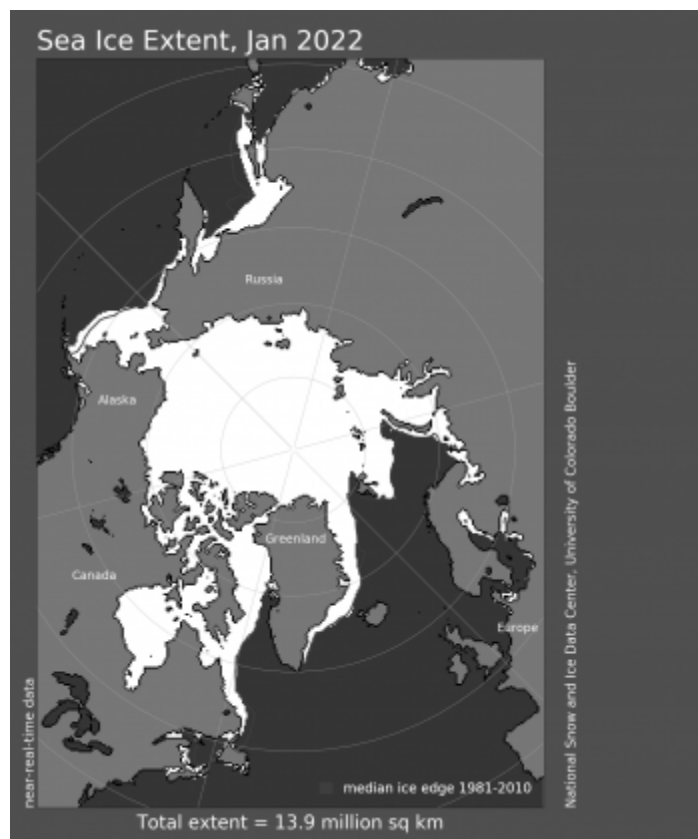 Sea Ice Extent, Jan 2022
Russia
Alaska
Greenland
Canada
Europe
near-real-time data
median ice edge 1981-2010
Total extent = 13.9 million sq km
National Snow and Ice Data Center, University of Colorado Boulder